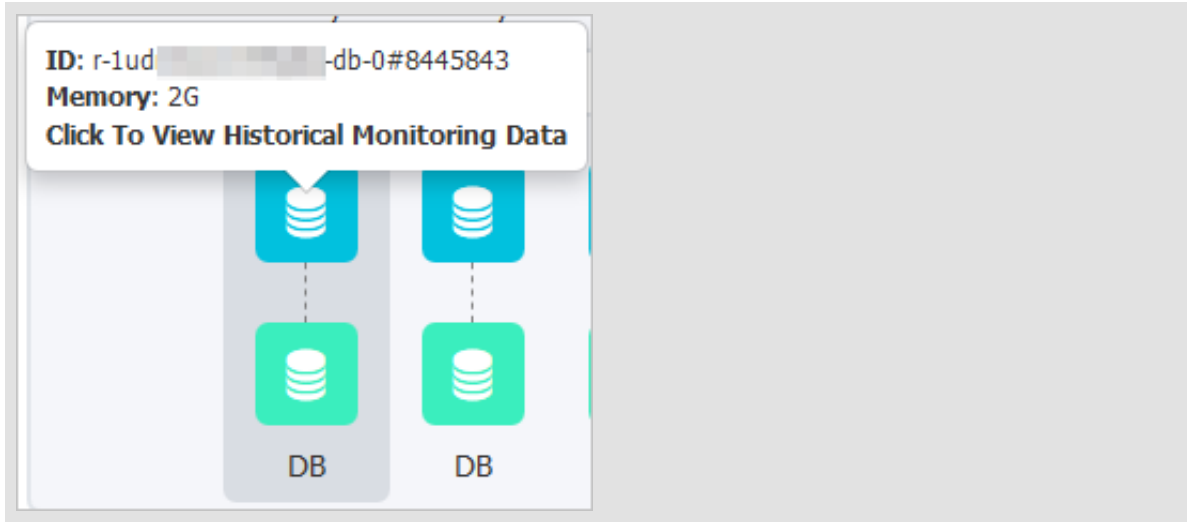 ID: r-1ud -db-0#8445843
Memory: 2G
Click To View Historical Monitoring Data
DB
DB